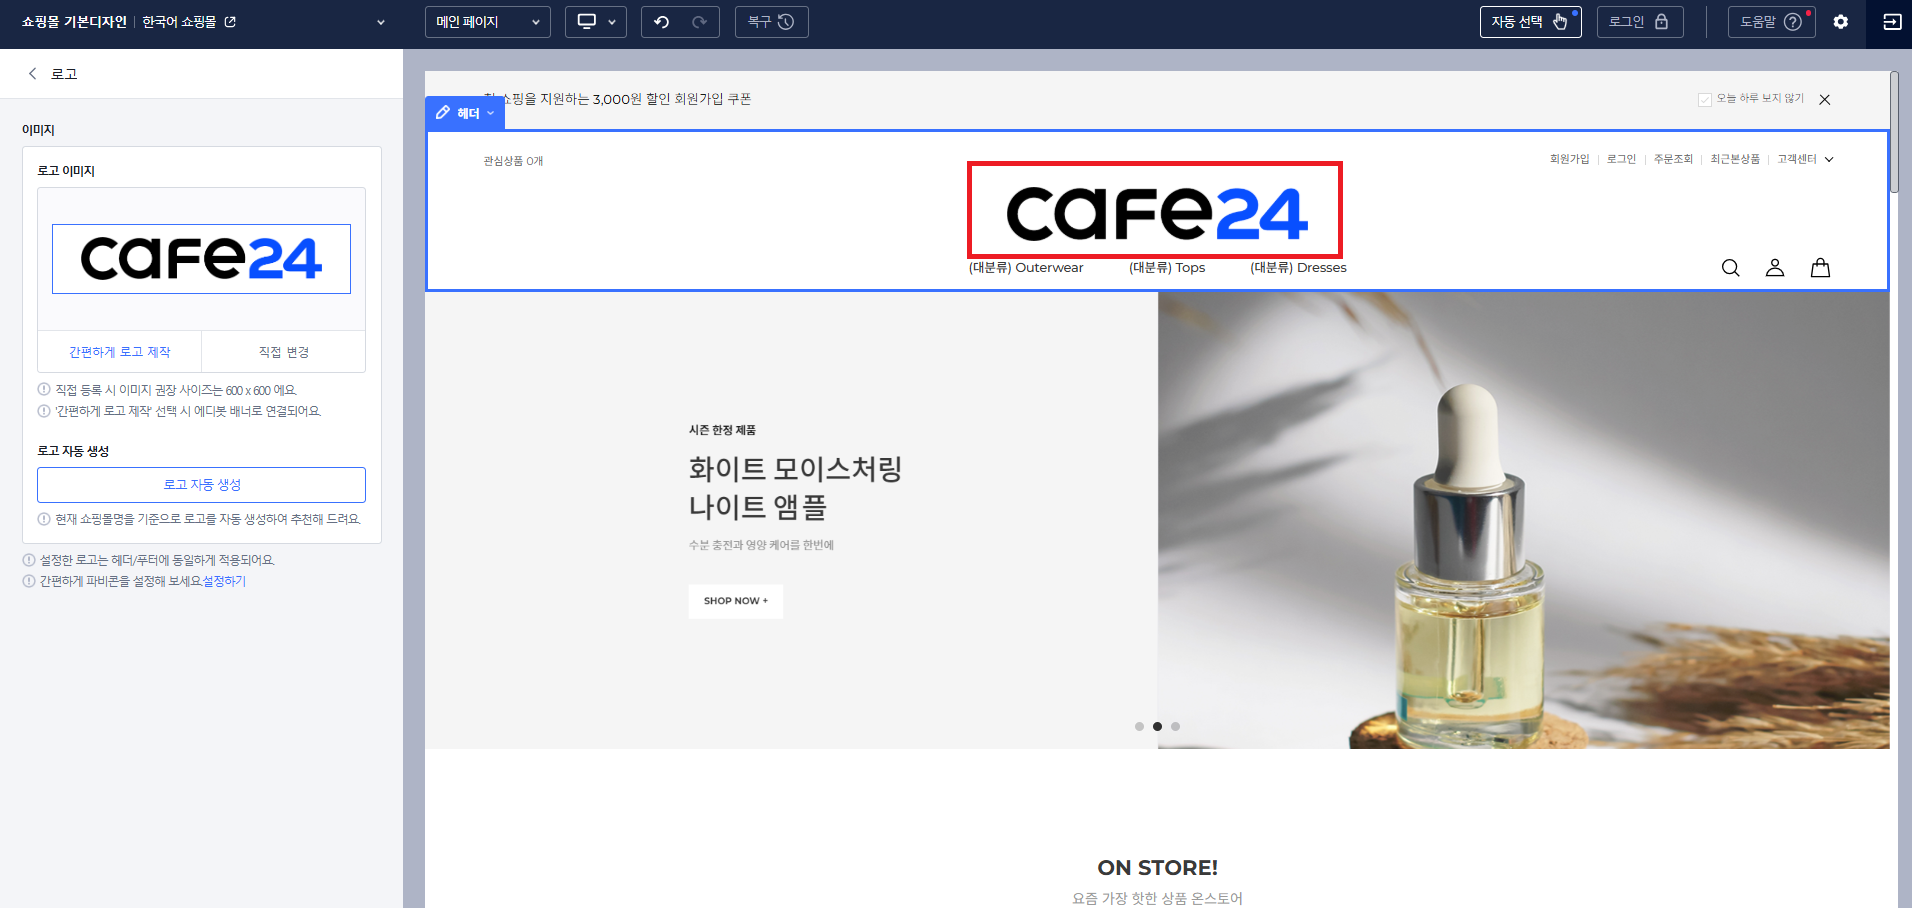 쇼핑몰 기본디자인 한국어 쇼핑몰
메인 페이지
복구
자동 선택
로그인
도움말
로고
이미지
로고 이미지
cafe24
간편하게 로고 제작
직접 변경
직접 등록 시 이미지 권장 사이즈는 600 x 600 에요.
'간편하게 로고 제작' 선택 시 에디봇 배너로 연결되어요.
로고 자동 생성
로고 자동 생성
현재 쇼핑몰명을 기준으로 로고를 자동 생성하여 추천해 드려요.
설정한 로고는 헤더/푸터에 동일하게 적용되어요.
간편하게 파비콘을 설정해 보세요.설정하기
쇼핑을 지원하는 3,000원 할인 회원가입 쿠폰
오늘 하루 보지 않기
헤더
관심상품 0개
회원가입
로그인
주문조회
최근본상품
고객센터
cafe24
(대분류) Outerwear
(대분류) Tops
(대분류) Dresses
시즌 한정 제품
화이트 모이스처링
나이트 앰플
수분 충전과 영양 케어를 한번에
SHOP NOW +
ON STORE!
요즘 가장 핫한 상품 온스토어